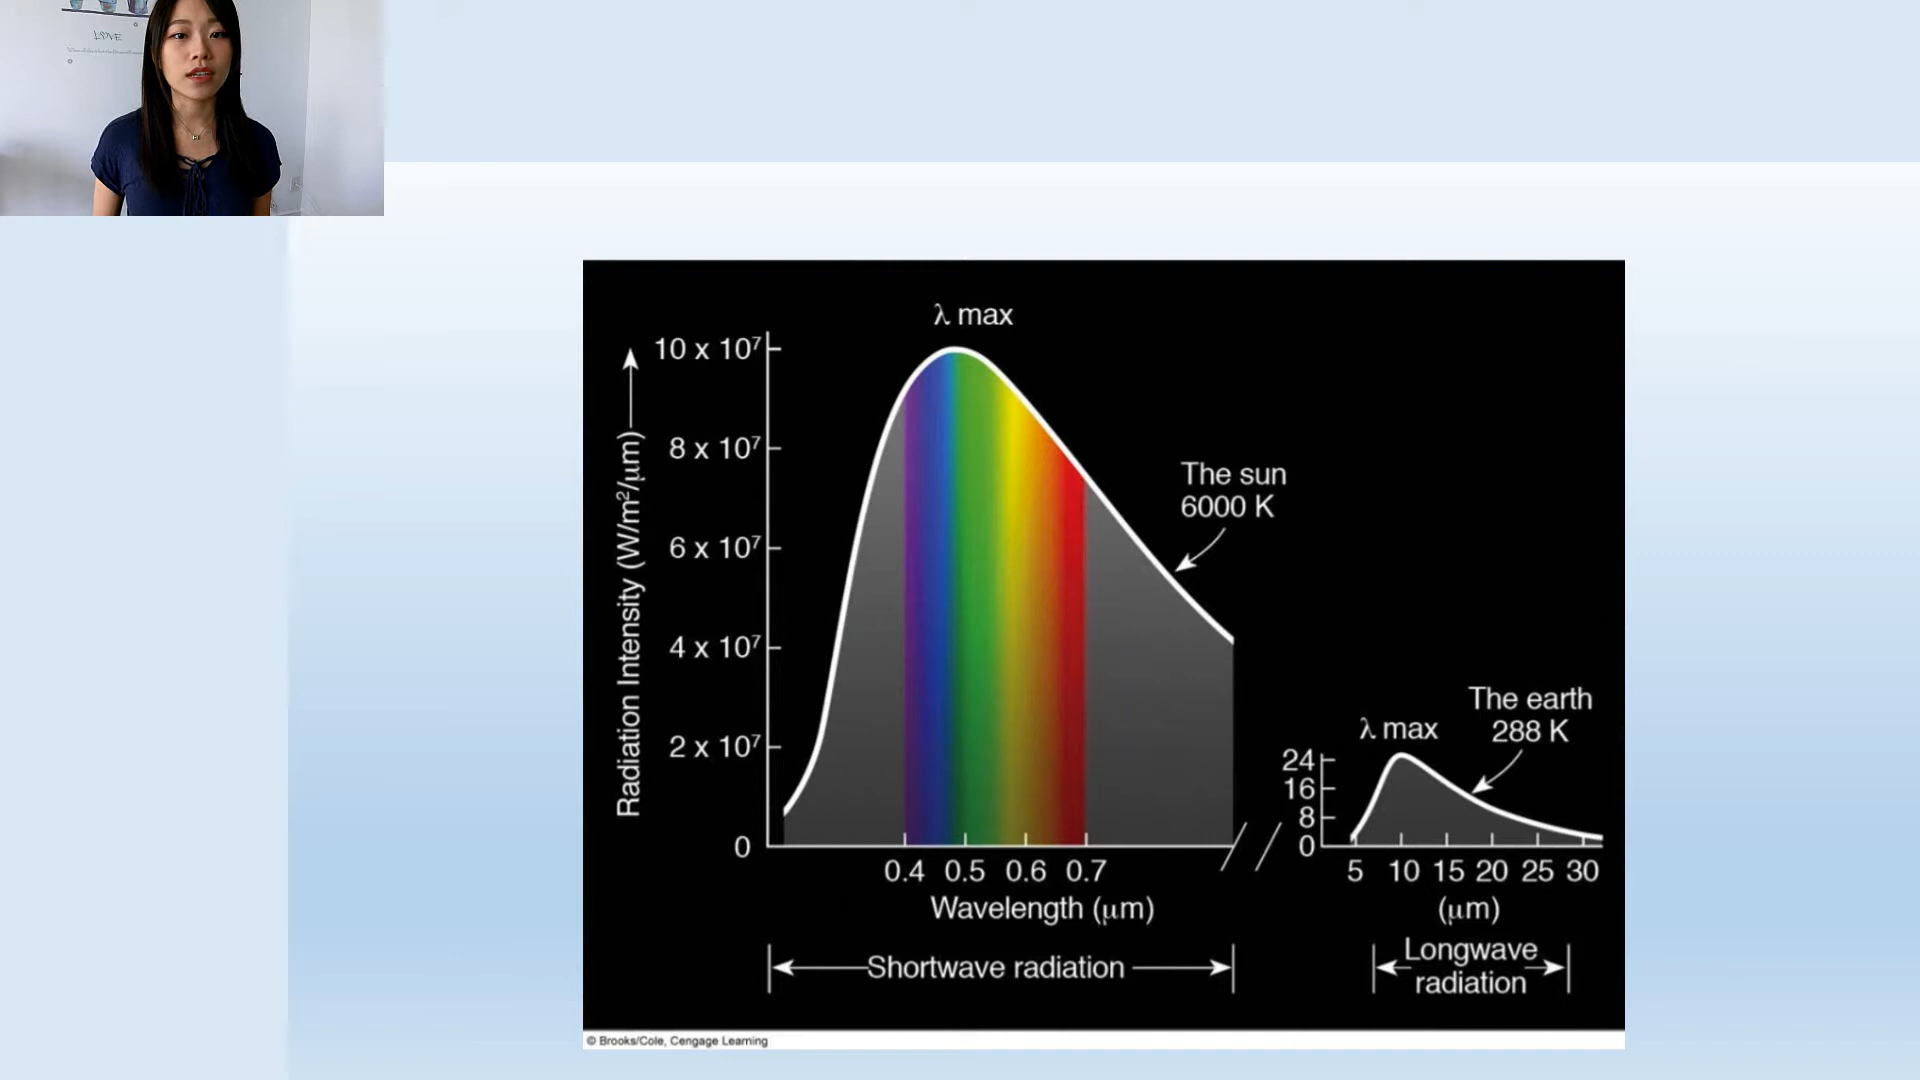 LOVE
λ max
10 x 10⁷
8 x 10⁷
6 x 10⁷
4 x 10⁷
2 x 10⁷
0
Radiation Intensity (W/m²/μm)
The sun
6000 K
0.4 0.5 0.6 0.7
Wavelength (μm)
Shortwave radiation
The earth
288 K
λ max
24
16
8
0
5 10 15 20 25 30
(μm)
Longwave
radiation
© Brooks/Cole, Cengage Learning